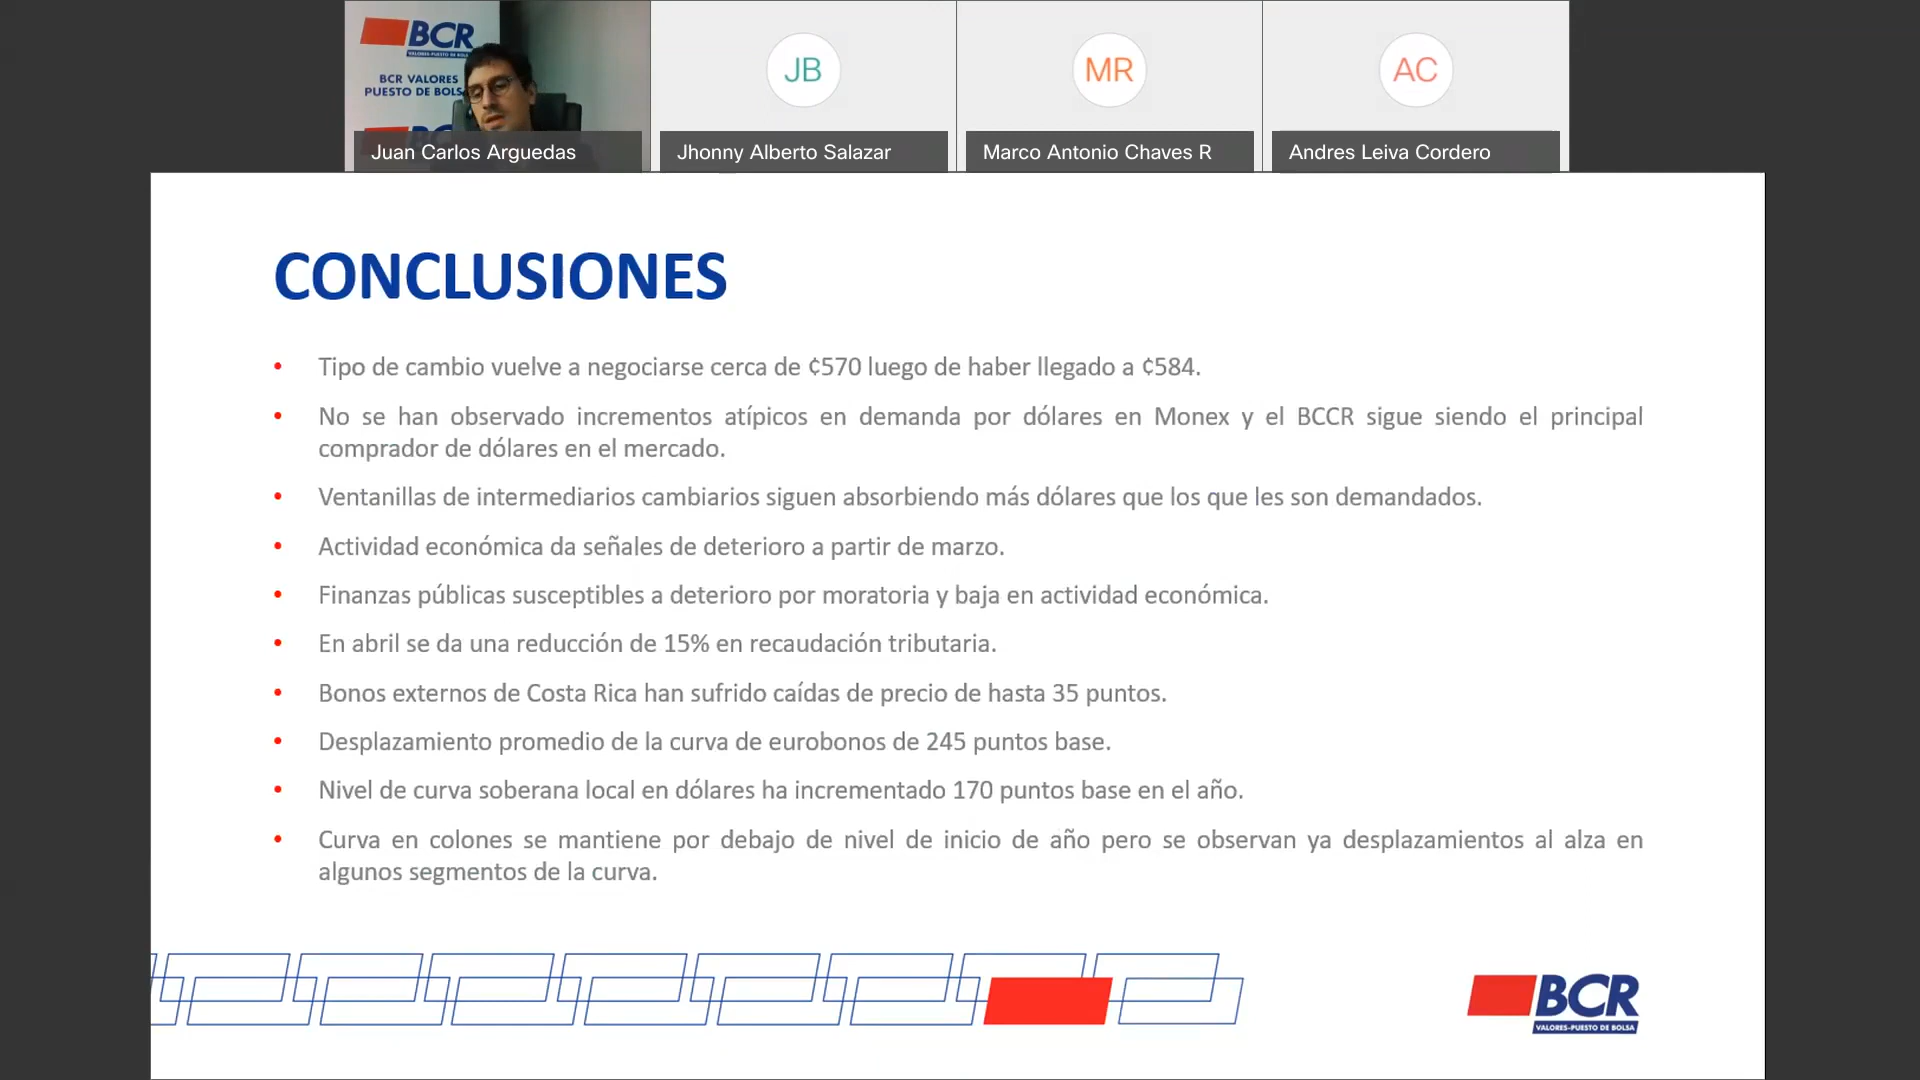 BCR
VALORES-PUESTO DE BOLSA
BCR VALORES
PUESTO DE BOLS
JB
MR
AC
Juan Carlos Arguedas
Jhonny Alberto Salazar
Marco Antonio Chaves R
Andres Leiva Cordero
CONCLUSIONES
• Tipo de cambio vuelve a negociarse cerca de ¢570 luego de haber llegado a ¢584.
• No se han observado incrementos atípicos en demanda por dólares en Monex y el BCCR sigue siendo el principal
comprador de dólares en el mercado.
• Ventanillas de intermediarios cambiarios siguen absorbiendo más dólares que los que les son demandados.
• Actividad económica da señales de deterioro a partir de marzo.
• Finanzas públicas susceptibles a deterioro por moratoria y baja en actividad económica.
• En abril se da una reducción de 15% en recaudación tributaria.
• Bonos externos de Costa Rica han sufrido caídas de precio de hasta 35 puntos.
• Desplazamiento promedio de la curva de eurobonos de 245 puntos base.
• Nivel de curva soberana local en dólares ha incrementado 170 puntos base en el año.
• Curva en colones se mantiene por debajo de nivel de inicio de año pero se observan ya desplazamientos al alza en
algunos segmentos de la curva.
BCR
VALORES-PUESTO DE BOLSA